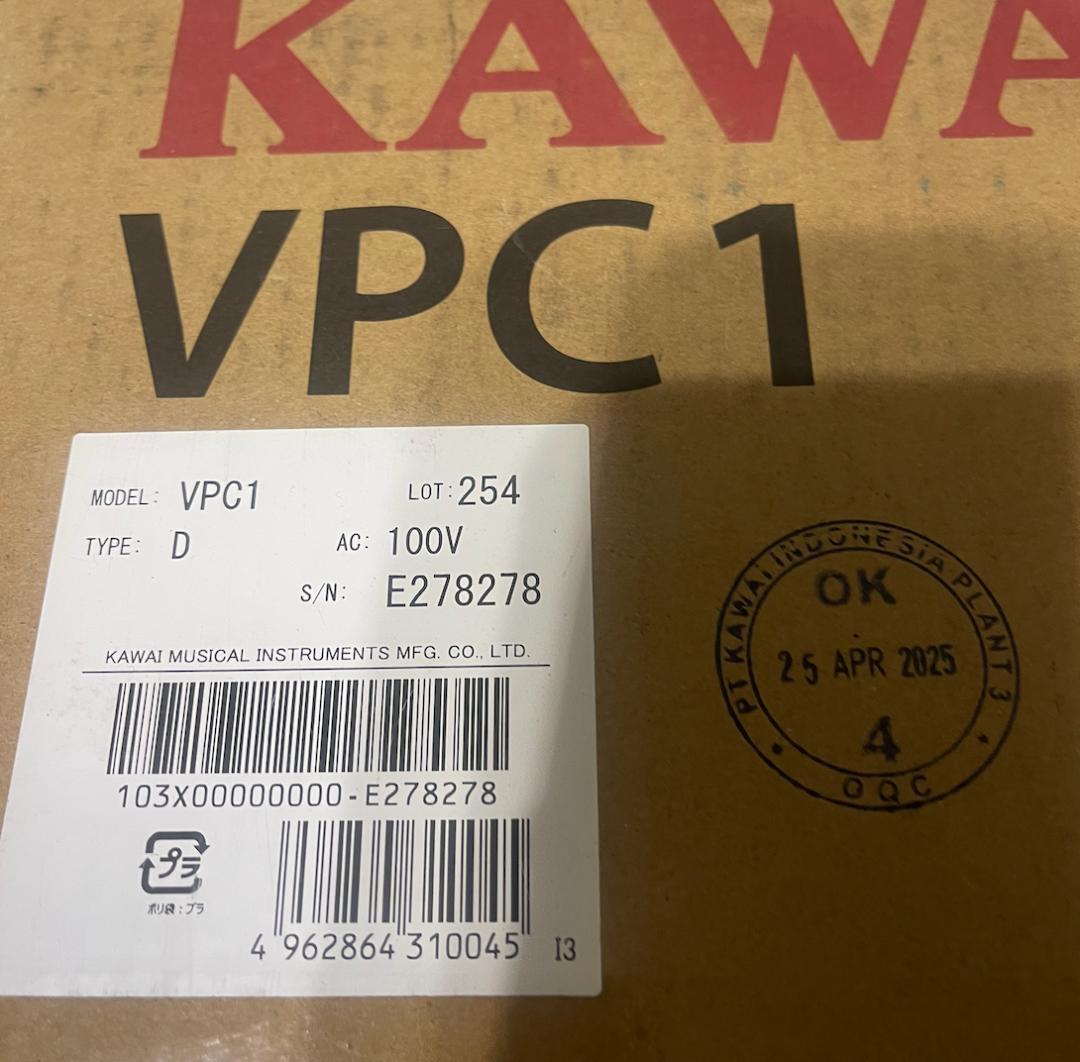 KAWA
VPC1
MODEL: VPC1 LOT: 254
TYPE: D AC: 100V
S/N: E278278
KAWAI MUSICAL INSTRUMENTS MFG. CO., LTD.
103X00000000-E278278
プラ
ポリ袋:プラ
4 962864 310045 I3
PT KAWAI INDONESIA PLANT 3
OK
25 APR 2025
4
OQC